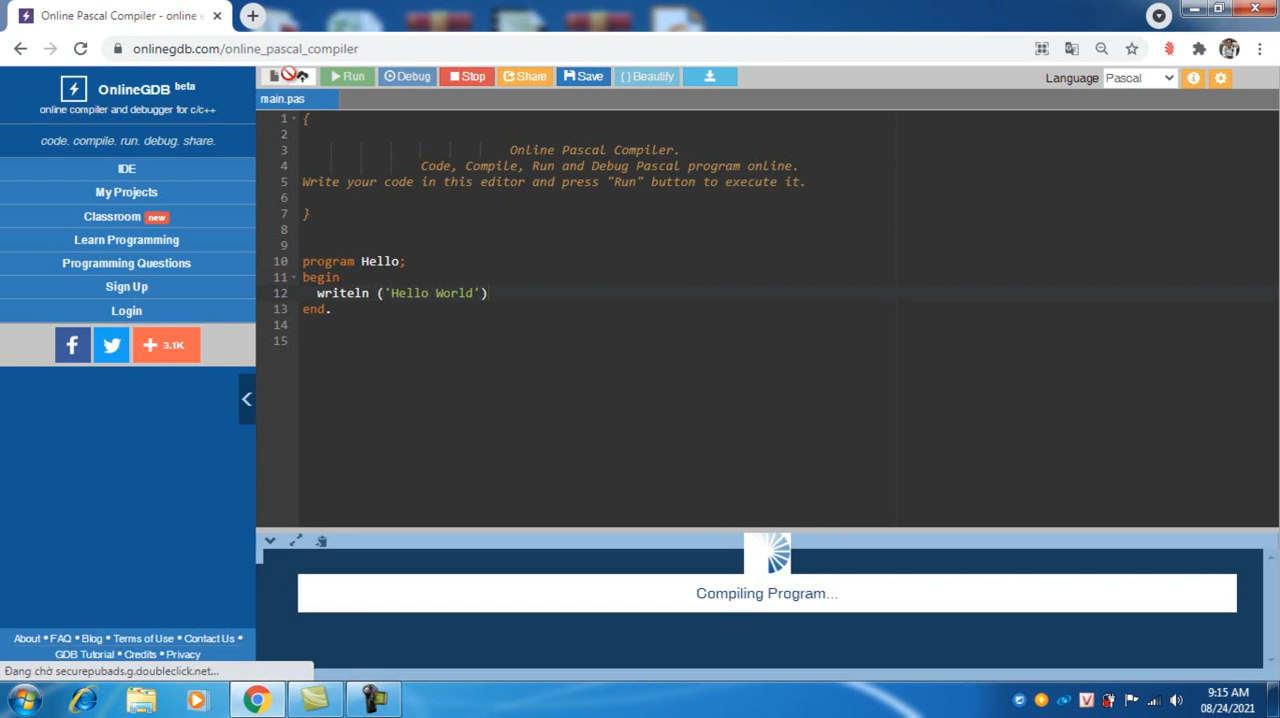 Online Pascal Compiler - online e
onlinegdb.com/online_pascal_compiler
OnlineGDB beta
online compiler and debugger for c/c++
code. compile. run. debug. share.
IDE
My Projects
Classroom new
Learn Programming
Programming Questions
Sign Up
Login
3.1K
About • FAQ • Blog • Terms of Use • Contact Us •
GDB Tutorial • Credits • Privacy
Run Debug Stop Share Save {} Beautify Language Pascal
main.pas
1 {
2
3 Online Pascal Compiler.
4 Code, Compile, Run and Debug Pascal program online.
5 Write your code in this editor and press "Run" button to execute it.
6
7 }
8
9
10 program Hello;
11 begin
12 writeln ('Hello World')
13 end.
14
15
Compiling Program...
Đang chờ securepubads.g.doubleclick.net...
9:15 AM
08/24/2021